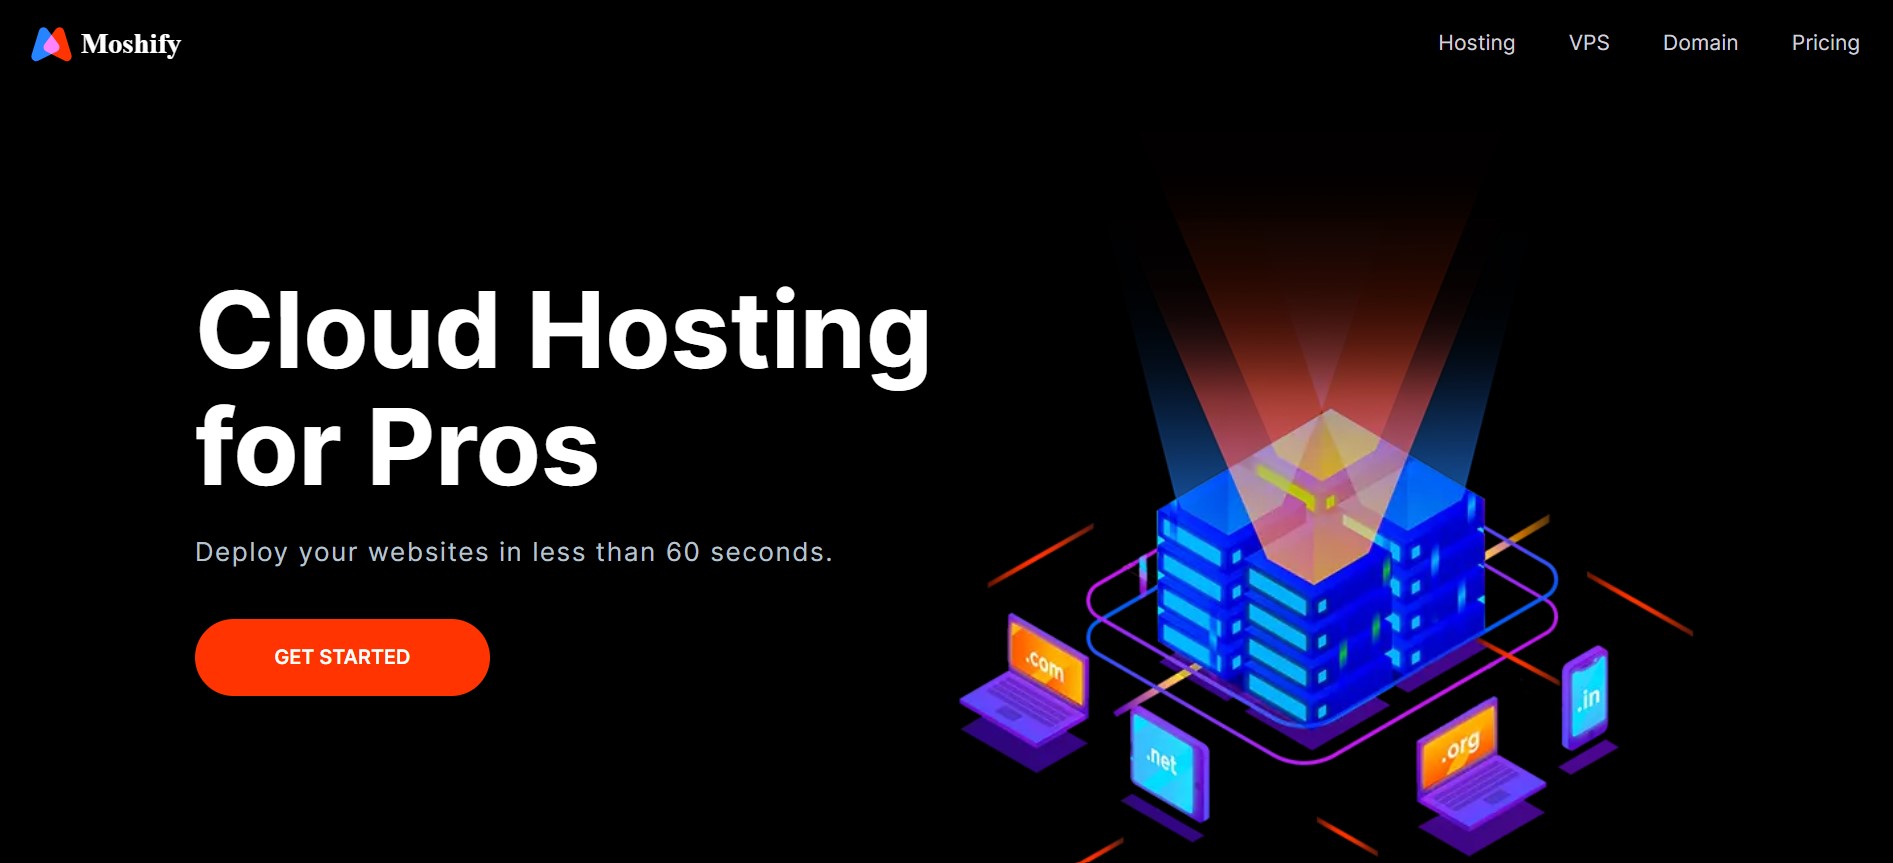 Moshify
Hosting VPS Domain Pricing
Cloud Hosting
for Pros
Deploy your websites in less than 60 seconds.
GET STARTED
.com
.net
.org
.in